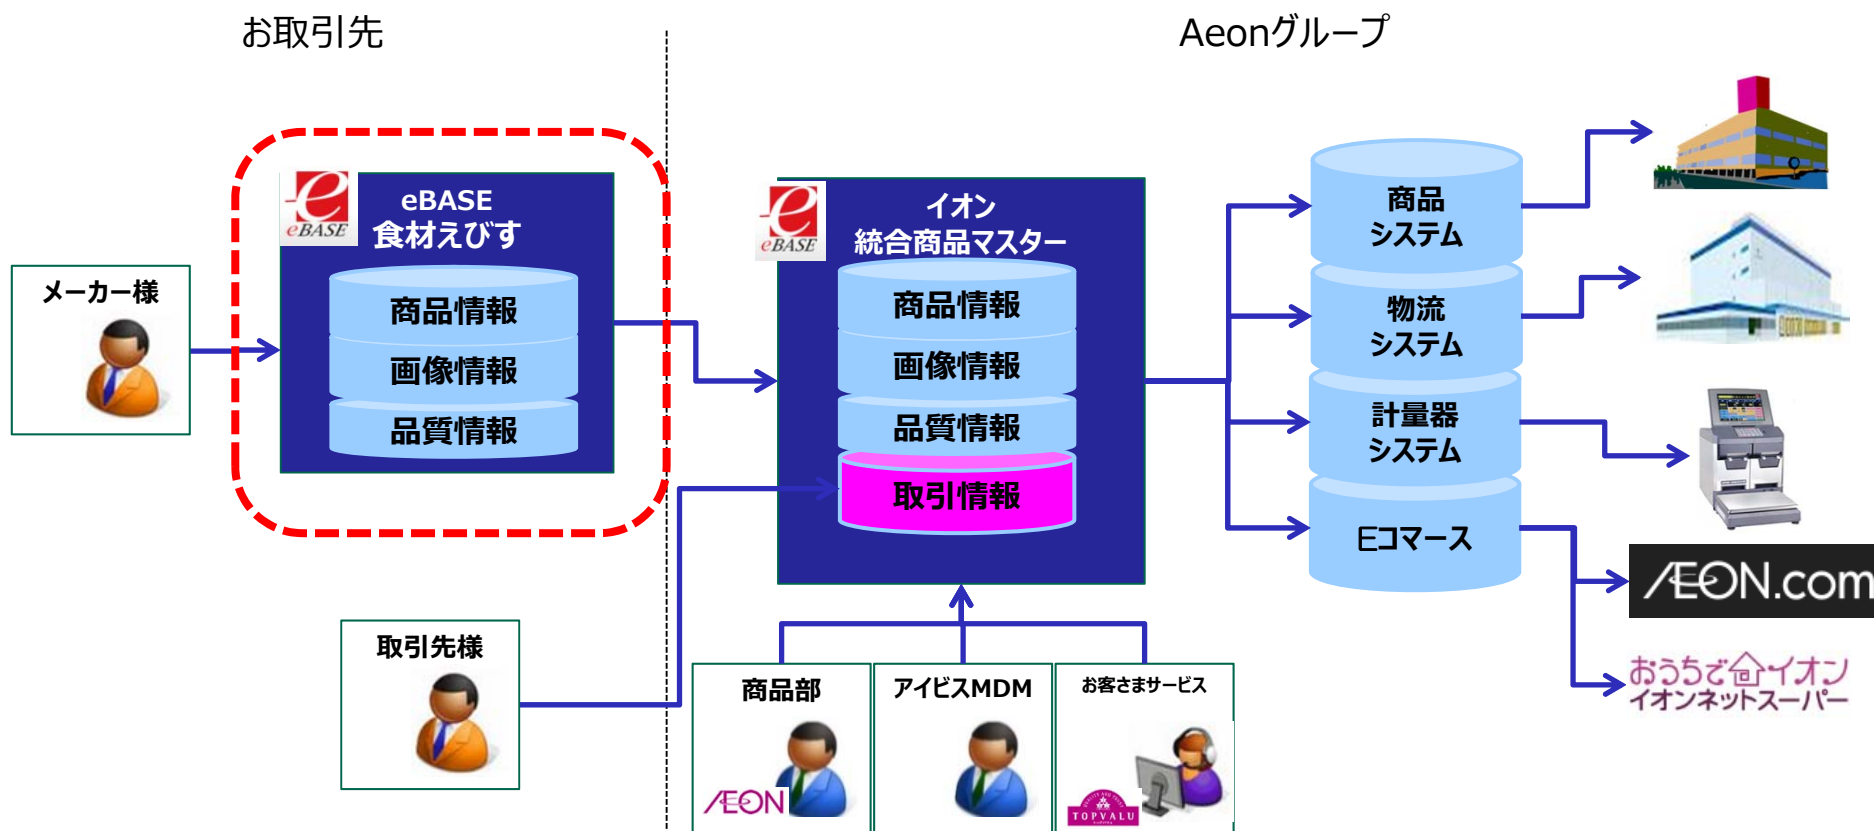 お取引先
Aeonグループ
eBASE
eBASE
食材えびす
商品情報
画像情報
品質情報
メーカー様
取引先様
eBASE
イオン
統合商品マスター
商品情報
画像情報
品質情報
取引情報
商品部
ÆON
アイビスMDM
お客さまサービス
QUALITY AND TRUST
TOPVALU
商品
システム
物流
システム
計量器
システム
Eコマース
ÆON.com
おうちでイオン
イオンネットスーパー